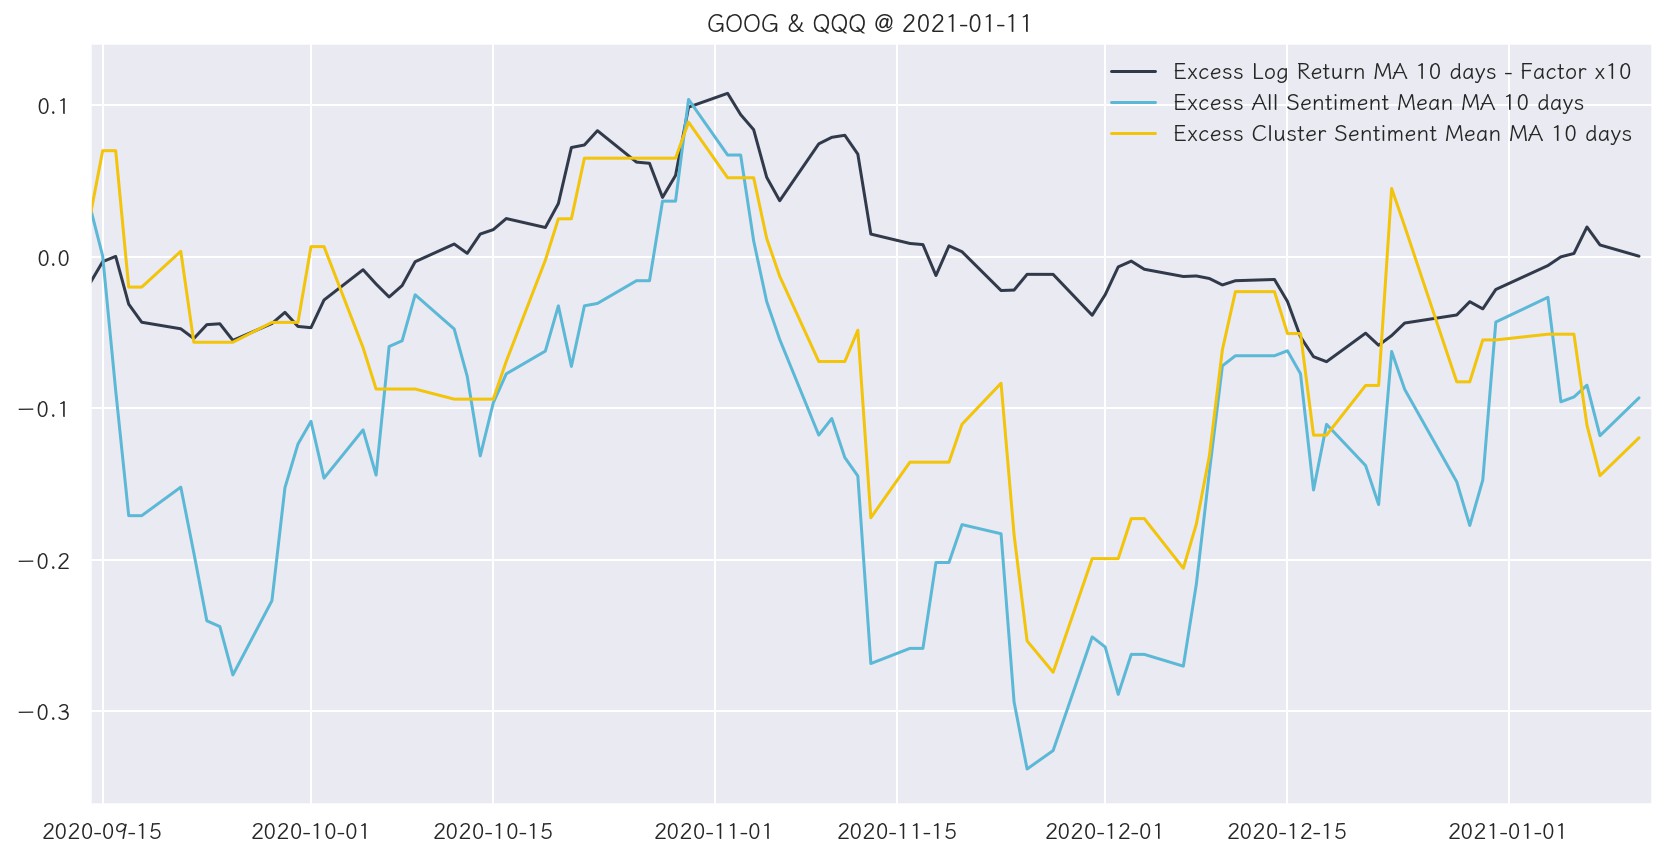 GOOG & QQQ @ 2021-01-11
Excess Log Return MA 10 days - Factor x10
Excess All Sentiment Mean MA 10 days
Excess Cluster Sentiment Mean MA 10 days
0.1
0.0
−0.1
−0.2
−0.3
2020-09-15 2020-10-01 2020-10-15 2020-11-01 2020-11-15 2020-12-01 2020-12-15 2021-01-01